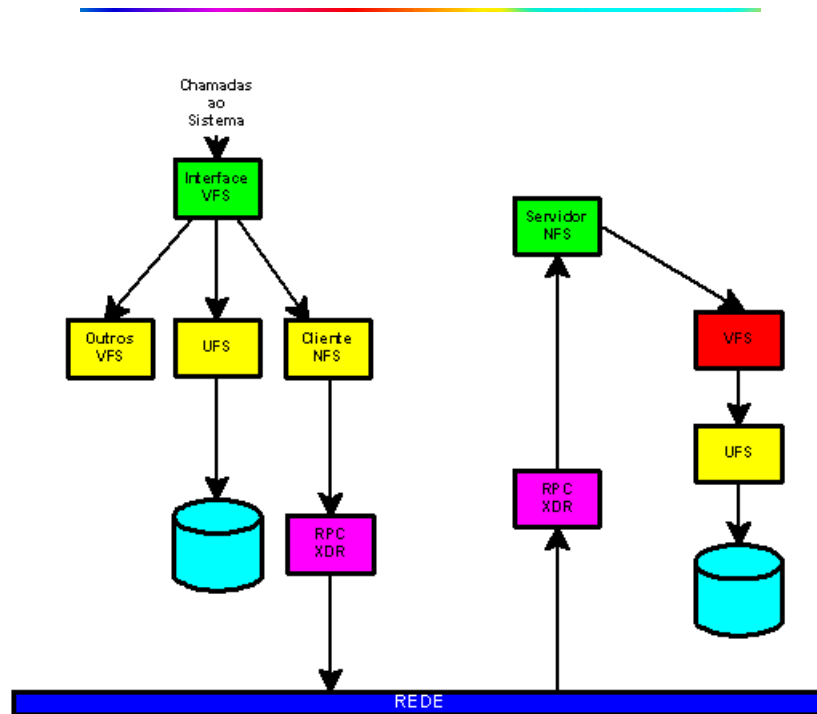 Chamadas
ao
Sistema
Interface
VFS
Outros
VFS
UFS
Cliente
NFS
RPC
XDR
Servidor
NFS
VFS
UFS
RPC
XDR
REDE